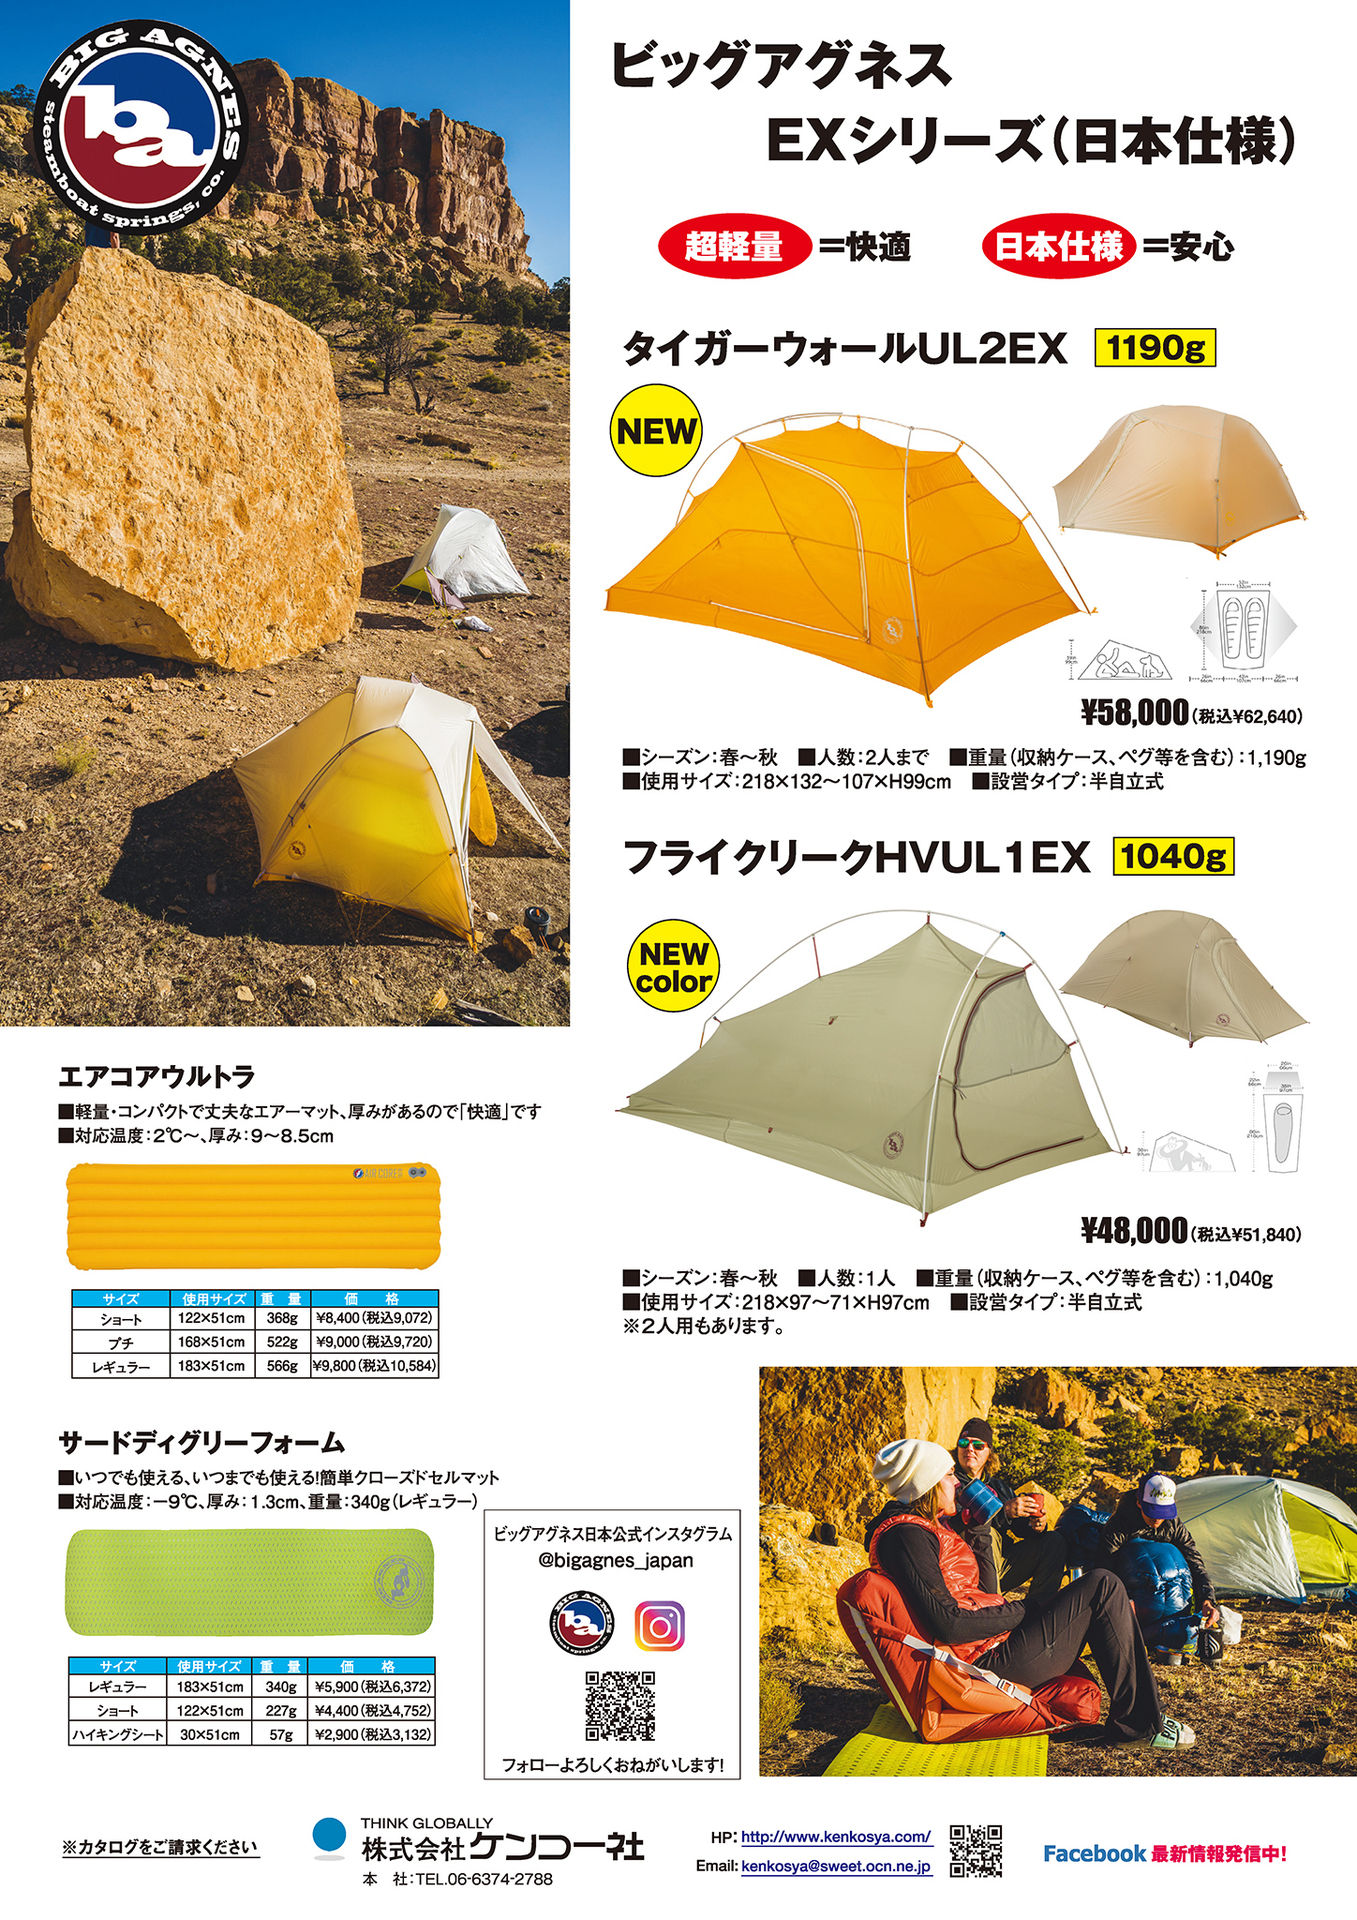 BIG AGNES
ba
steamboat springs, co.
ビッグアグネス
EXシリーズ(日本仕様)
超軽量 =快適 日本仕様 =安心
タイガーウォールUL2EX 1190g
NEW
¥58,000(税込¥62,640)
■シーズン:春〜秋 ■人数:2人まで ■重量(収納ケース、ペグ等を含む):1,190g
■使用サイズ:218×132〜107×H99cm ■設営タイプ:半自立式
フライクリークHVUL1EX 1040g
NEW
color
¥48,000(税込¥51,840)
■シーズン:春〜秋 ■人数:1人 ■重量(収納ケース、ペグ等を含む):1,040g
■使用サイズ:218×97〜71×H97cm ■設営タイプ:半自立式
※2人用もあります。
エアコアウルトラ
■軽量・コンパクトで丈夫なエアーマット、厚みがあるので「快適」です
■対応温度:2℃〜、厚み:9〜8.5cm
AIR CORE
サイズ 使用サイズ 重 量 価 格
ショート 122×51cm 368g ¥8,400(税込9,072)
プチ 168×51cm 522g ¥9,000(税込9,720)
レギュラー 183×51cm 566g ¥9,800(税込10,584)
サードディグリーフォーム
■いつでも使える、いつまでも使える!簡単クローズドセルマット
■対応温度:−9℃、厚み:1.3cm、重量:340g(レギュラー)
サイズ 使用サイズ 重 量 価 格
レギュラー 183×51cm 340g ¥5,900(税込6,372)
ショート 122×51cm 227g ¥4,400(税込4,752)
ハイキングシート 30×51cm 57g ¥2,900(税込3,132)
ビッグアグネス日本公式インスタグラム
@bigagnes_japan
BIG AGNES
ba
フォローよろしくおねがいします!
※カタログをご請求ください
THINK GLOBALLY
株式会社ケンコー社
本 社:TEL.06-6374-2788
HP: http://www.kenkosya.com/
Email: kenkosya@sweet.ocn.ne.jp
Facebook 最新情報発信中!